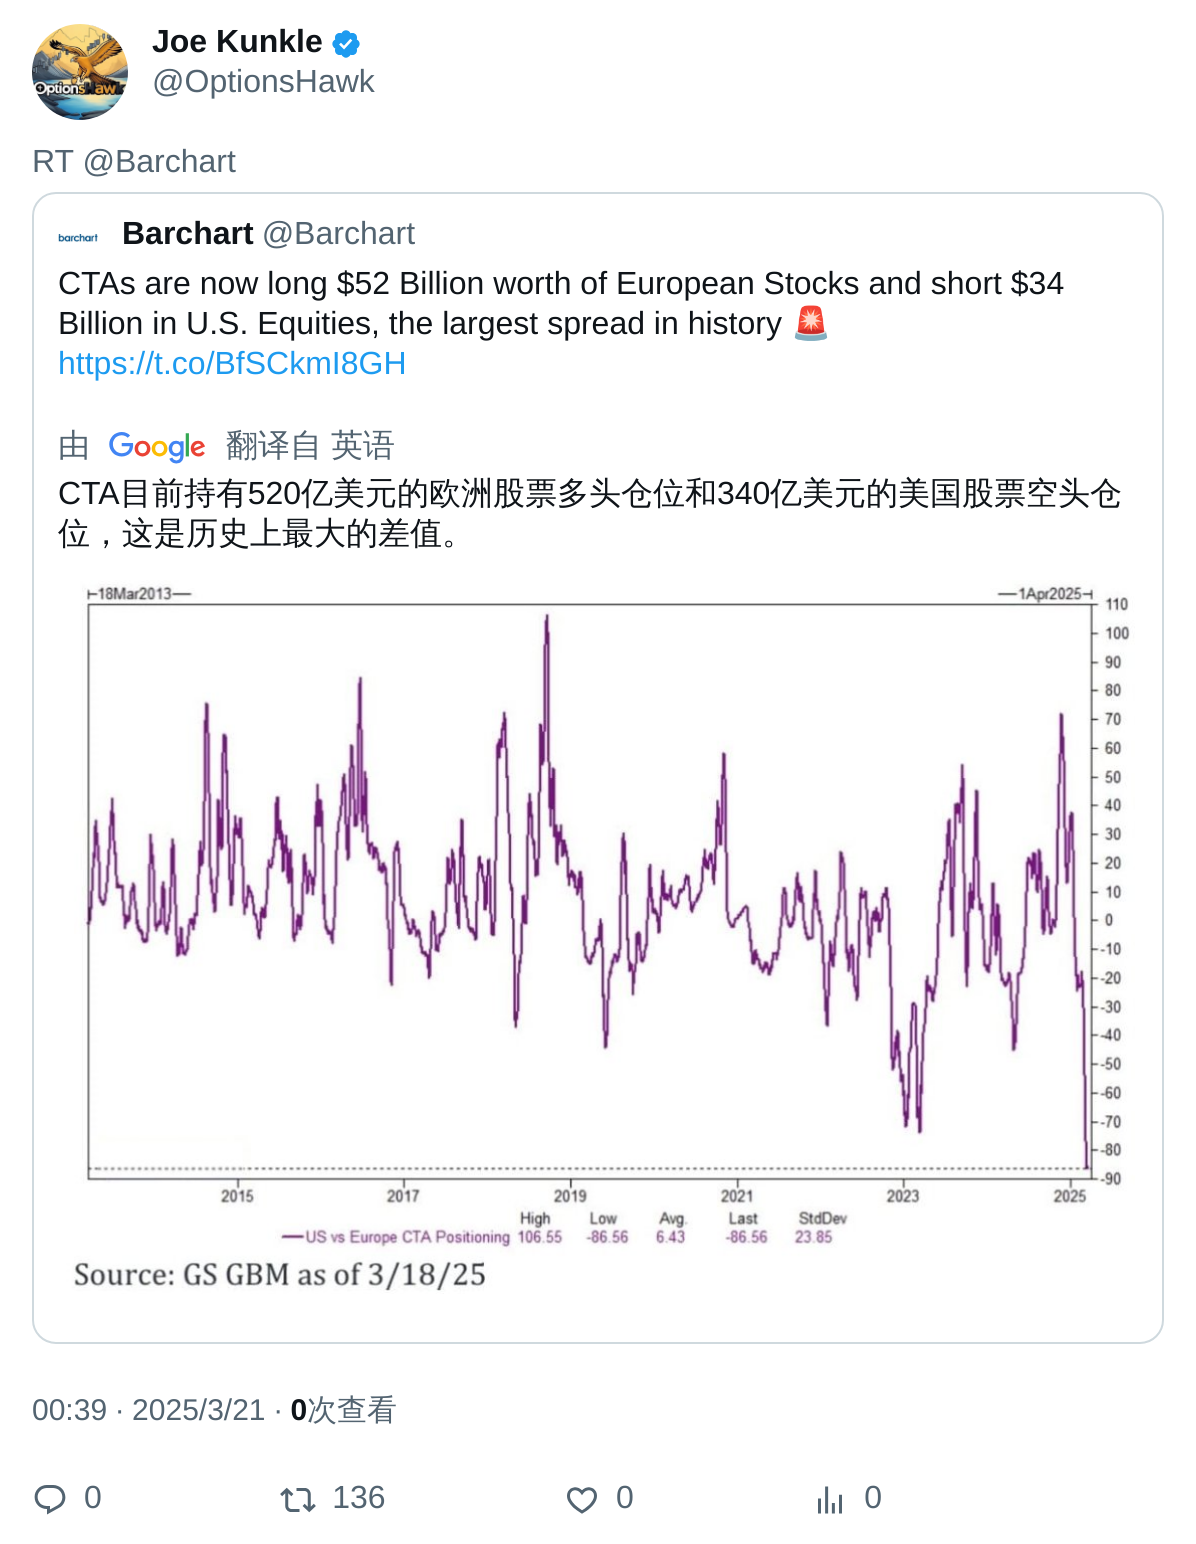 Joe Kunkle
@OptionsHawk
OptionsHawk
RT @Barchart
barchart Barchart @Barchart
CTAs are now long $52 Billion worth of European Stocks and short $34
Billion in U.S. Equities, the largest spread in history 🚨
https://t.co/BfSCkmI8GH
由 Google 翻译自 英语
CTA目前持有520亿美元的欧洲股票多头仓位和340亿美元的美国股票空头仓
位，这是历史上最大的差值。
18Mar2013
1Apr2025
110
100
90
80
70
60
50
40
30
20
10
0
-10
-20
-30
-40
-50
-60
-70
-80
-90
2015 2017 2019 2021 2023 2025
High Low Avg. Last StdDev
US vs Europe CTA Positioning 106.55 -86.56 6.43 -86.56 23.85
Source: GS GBM as of 3/18/25
00:39 · 2025/3/21 · 0次查看
0 136 0 0